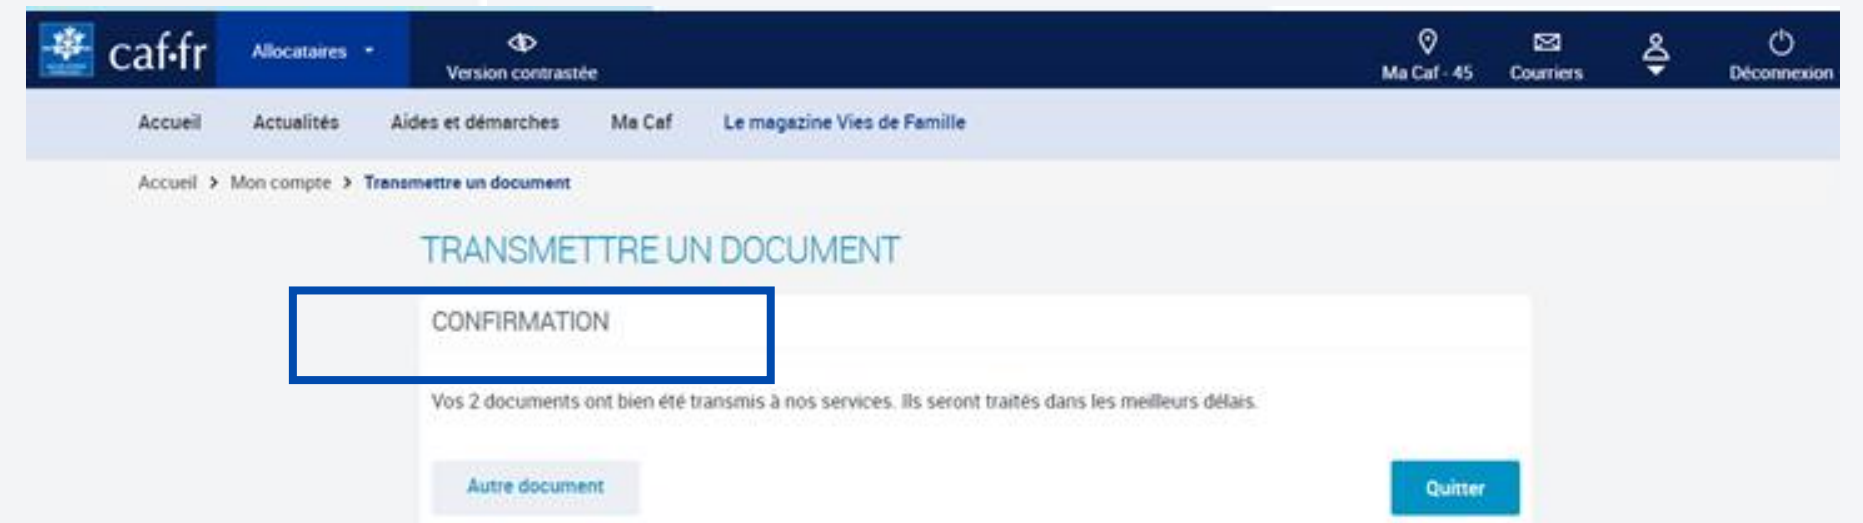 caf.fr Allocataires Version contrastée Ma Caf - 45 Courriers Déconnexion
Accueil Actualités Aides et démarches Ma Caf Le magazine Vies de Famille
Accueil > Mon compte > Transmettre un document
TRANSMETTRE UN DOCUMENT
CONFIRMATION
Vos 2 documents ont bien été transmis à nos services. Ils seront traités dans les meilleurs délais.
Autre document Quitter